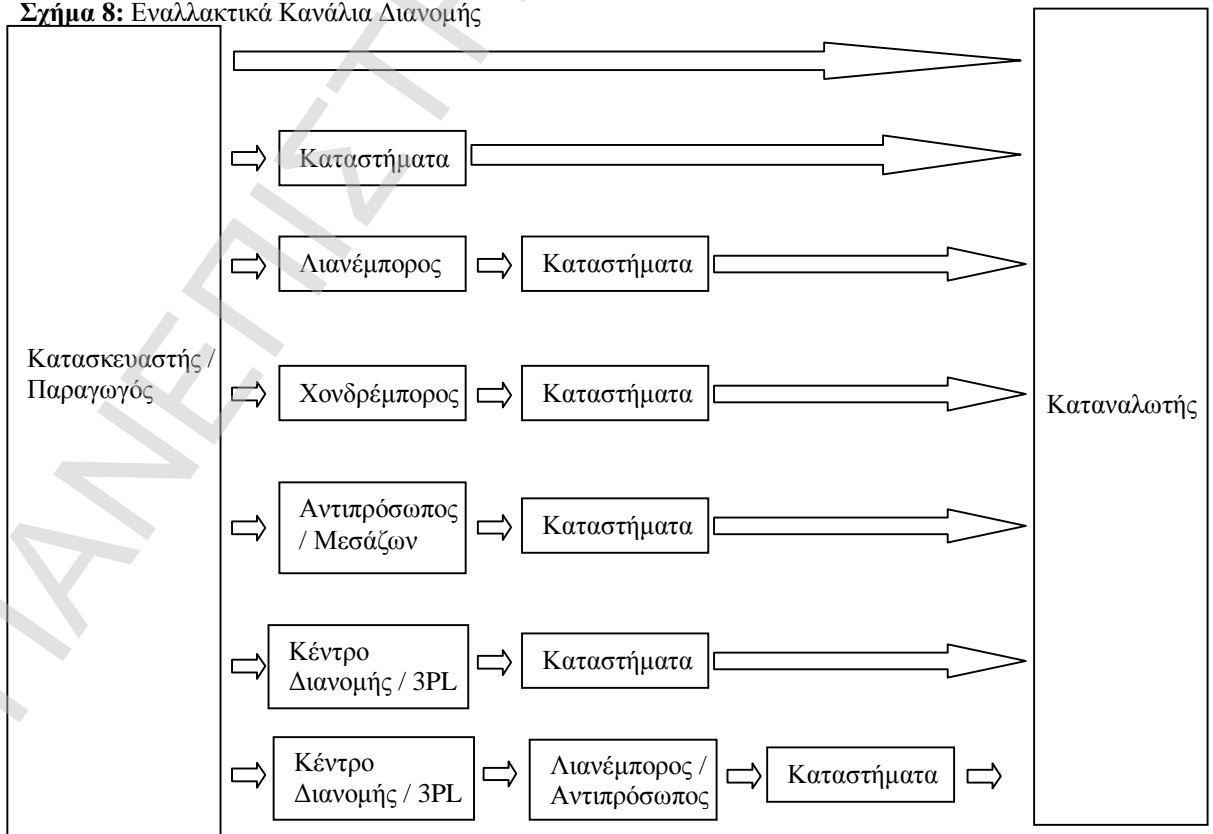 Σχήμα 8: Εναλλακτικά Κανάλια Διανομής
Καταστήματα
Λιανέμπορος
Καταστήματα
Κατασκευαστής /
Παραγωγός
Χονδρέμπορος
Καταστήματα
Καταναλωτής
Αντιπρόσωπος
/ Μεσάζων
Καταστήματα
Κέντρο
Διανομής / 3PL
Καταστήματα
Κέντρο
Διανομής / 3PL
Λιανέμπορος /
Αντιπρόσωπος
Καταστήματα